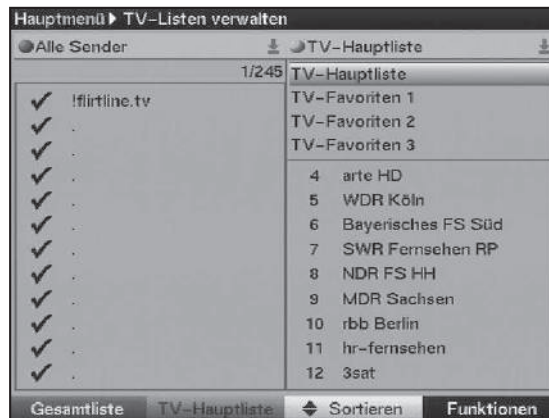 Hauptmenü ▶ TV-Listen verwalten
Alle Sender
TV-Hauptliste
1/245
TV-Hauptliste
TV-Favoriten 1
TV-Favoriten 2
TV-Favoriten 3
✔ !flirtline.tv
✔ .
✔ .
✔ .
✔ .
✔ .
✔ .
✔ .
✔ .
✔ .
✔ .
✔ .
4 arte HD
5 WDR Köln
6 Bayerisches FS Süd
7 SWR Fernsehen RP
8 NDR FS HH
9 MDR Sachsen
10 rbb Berlin
11 hr-fernsehen
12 3sat
Gesamtliste
TV-Hauptliste
Sortieren
Funktionen